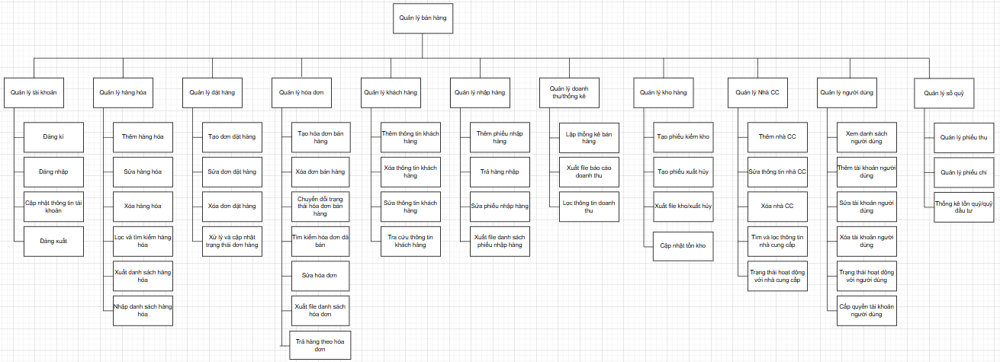 Quản lý bán hàng
Quản lý tài khoản
Đăng kí
Đăng nhập
Cập nhật thông tin tài
khoản
Đăng xuất
Quản lý hàng hóa
Thêm hàng hóa
Sửa hàng hóa
Xóa hàng hóa
Lọc và tìm kiếm hàng
hóa
Xuất danh sách hàng
hóa
Nhập danh sách hàng
hóa
Quản lý đặt hàng
Tạo đơn đặt hàng
Sửa đơn đặt hàng
Xóa đơn đặt hàng
Xử lý và cập nhật
trạng thái đơn hàng
Quản lý hóa đơn
Tạo hóa đơn bán
hàng
Xóa đơn bán hàng
Chuyển đổi trạng
thái hóa đơn bán
hàng
Tìm kiếm hóa đơn đã
bán
Sửa hóa đơn
Xuất file danh sách
hóa đơn
Trả hàng theo hóa
đơn
Quản lý khách hàng
Thêm thông tin khách
hàng
Xóa thông tin khách
hàng
Sửa thông tin khách
hàng
Tra cứu thông tin
khách hàng
Quản lý nhập hàng
Thêm phiếu nhập
hàng
Trả hàng nhập
Sửa phiếu nhập hàng
Xuất file danh sách
phiếu nhập hàng
Quản lý doanh
thu/thống kê
Lập thống kê bán
hàng
Xuất file báo cáo
doanh thu
Lọc thông tin doanh
thu
Quản lý kho hàng
Tạo phiếu kiểm kho
Tạo phiếu xuất hủy
Xuất file kho/xuất hủy
Cập nhật tồn kho
Quản lý Nhà CC
Thêm nhà CC
Sửa thông tin nhà CC
Xóa nhà CC
Tìm và lọc thông tin
nhà cung cấp
Trạng thái hoạt động
với nhà cung cấp
Quản lý người dùng
Xem danh sách
người dùng
Thêm tài khoản người
dùng
Sửa tài khoản người
dùng
Xóa tài khoản người
dùng
Trạng thái hoạt động
với người dùng
Cấp quyền tài khoản
người dùng
Quản lý sổ quỹ
Quản lý phiếu thu
Quản lý phiếu chi
Thống kê tồn quỹ/quỹ
đầu tư